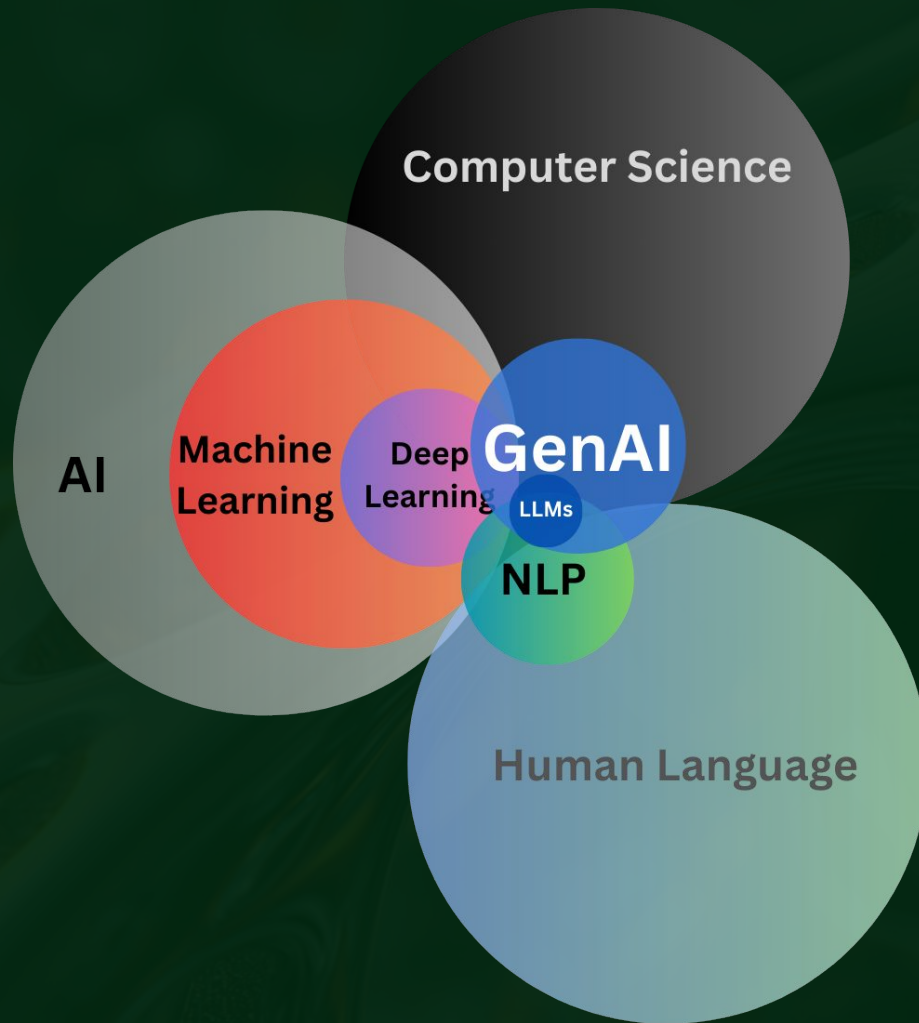 Computer Science
AI
Machine
Learning
Deep
Learning
GenAI
LLMs
NLP
Human Language